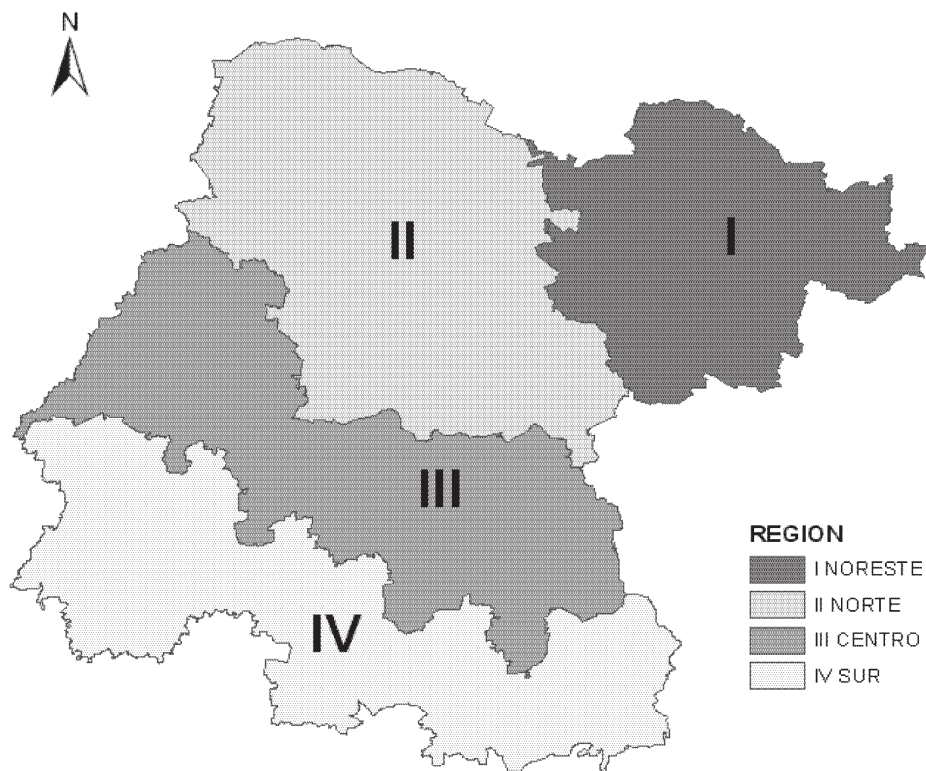 N
II
I
III
IV
REGION
I NORESTE
II NORTE
III CENTRO
IV SUR